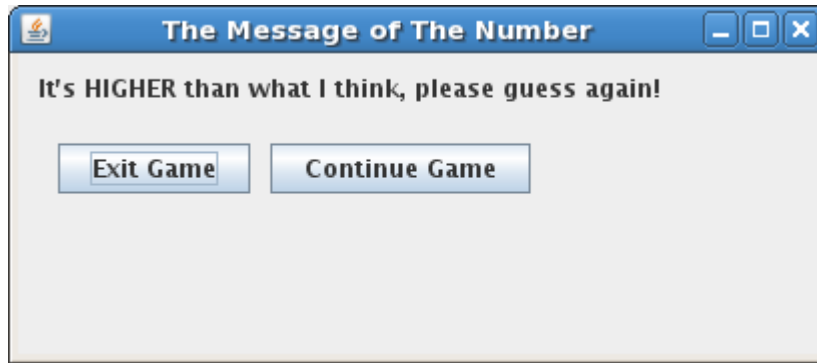 The Message of The Number
It's HIGHER than what I think, please guess again!
Exit Game Continue Game